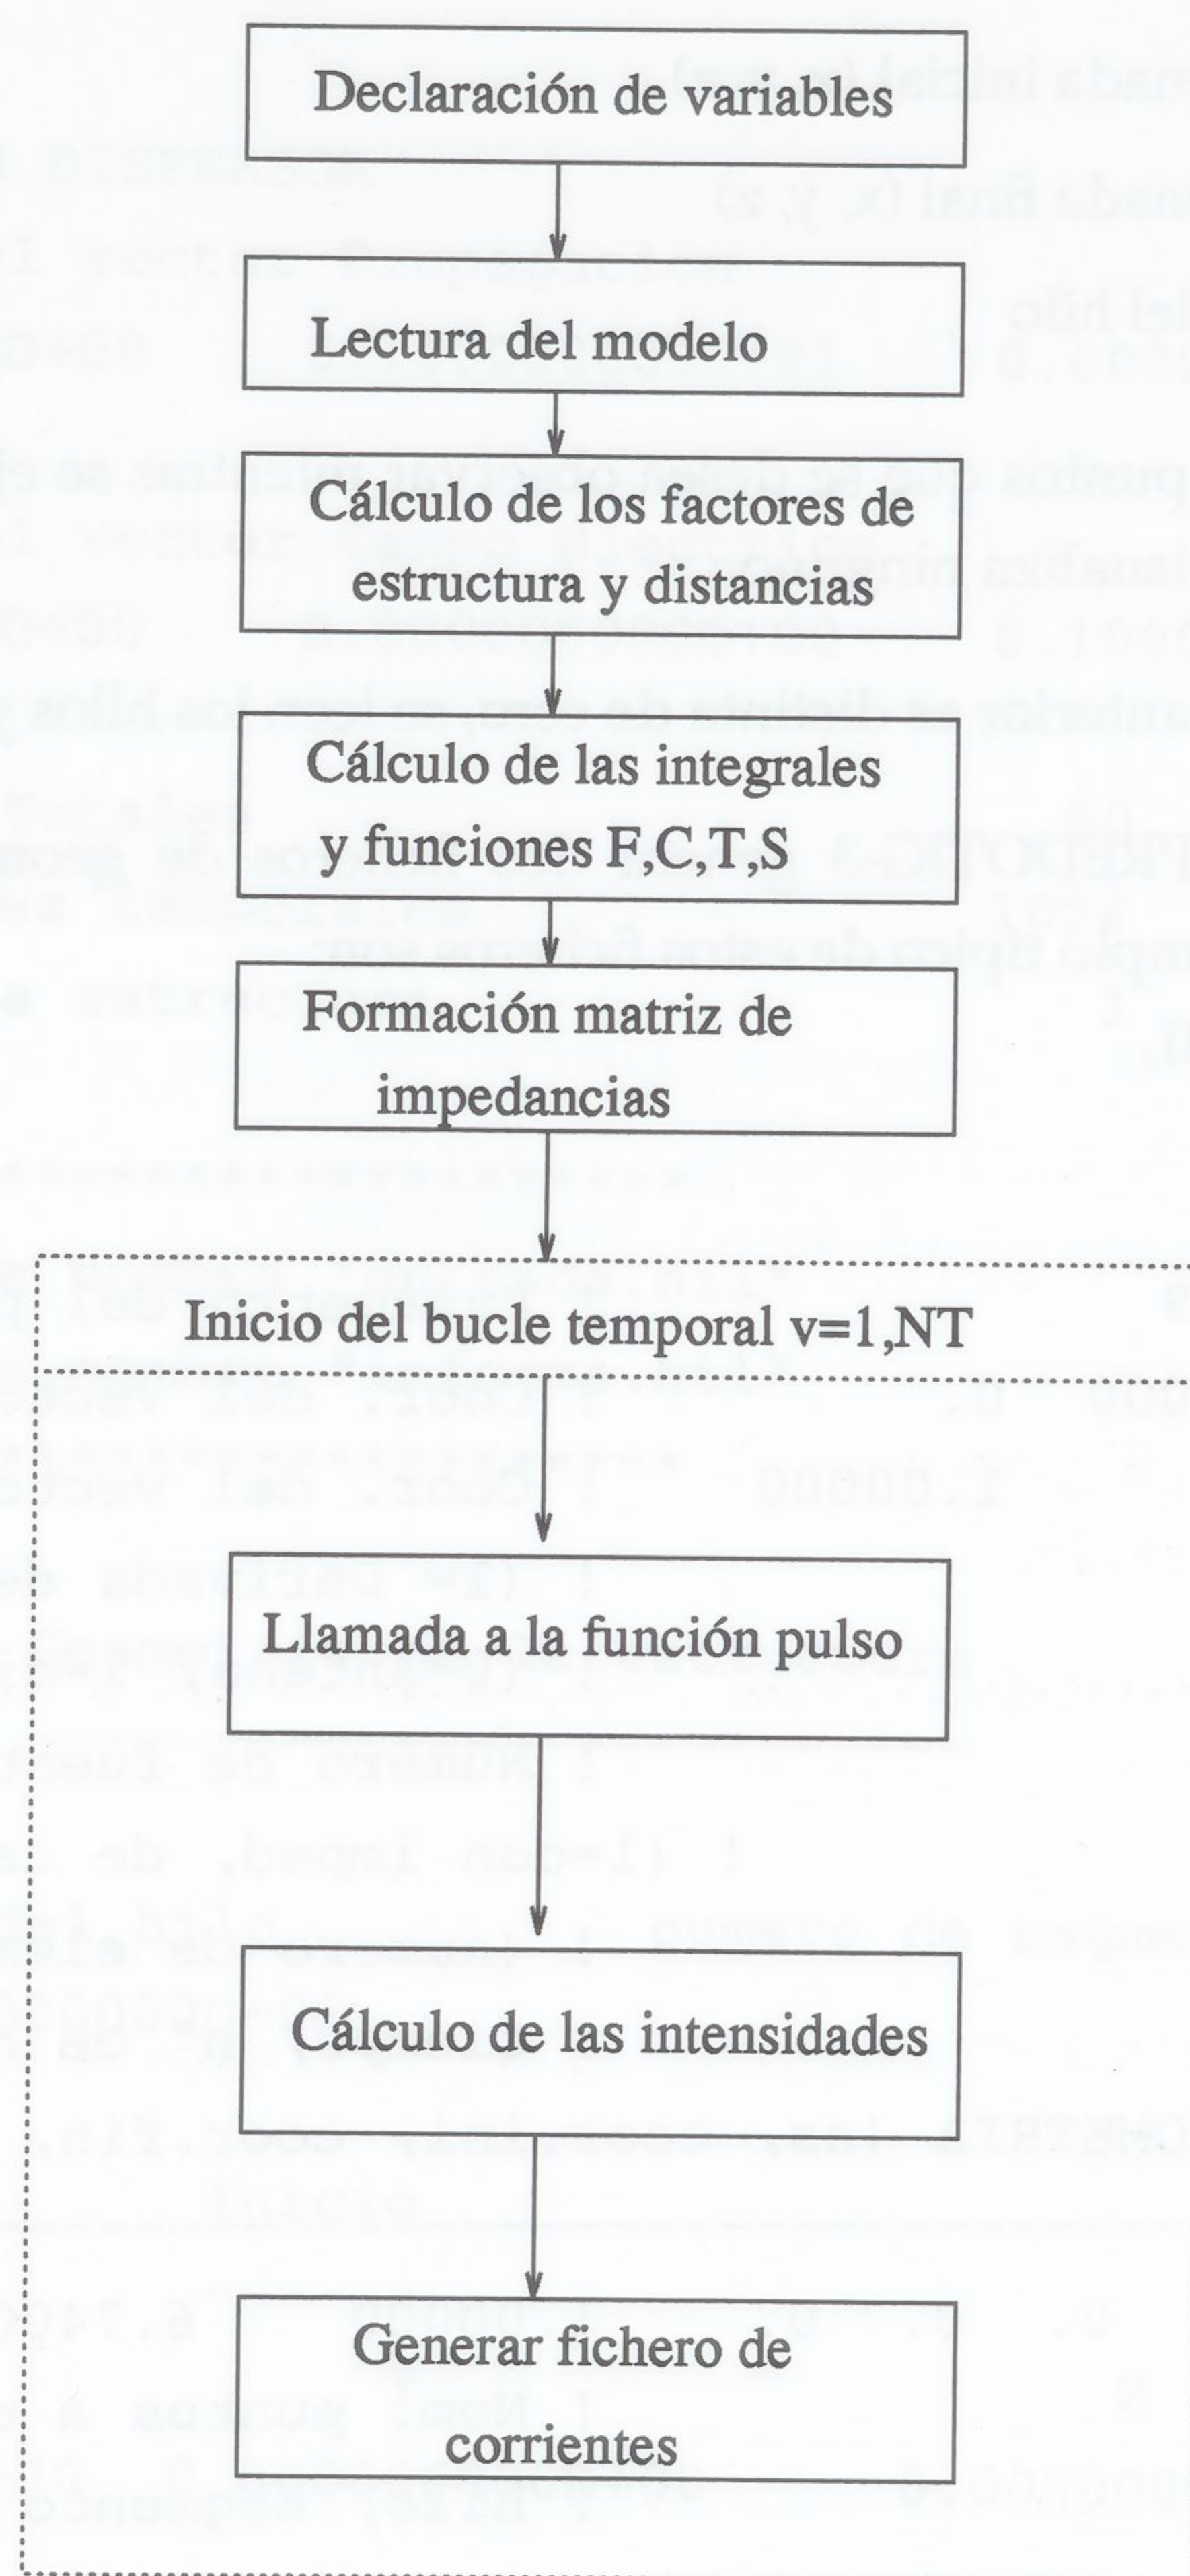 Declaración de variables
Lectura del modelo
Cálculo de los factores de
estructura y distancias
Cálculo de las integrales
y funciones F,C,T,S
Formación matriz de
impedancias
Inicio del bucle temporal v=1,NT
Llamada a la función pulso
Cálculo de las intensidades
Generar fichero de
corrientes